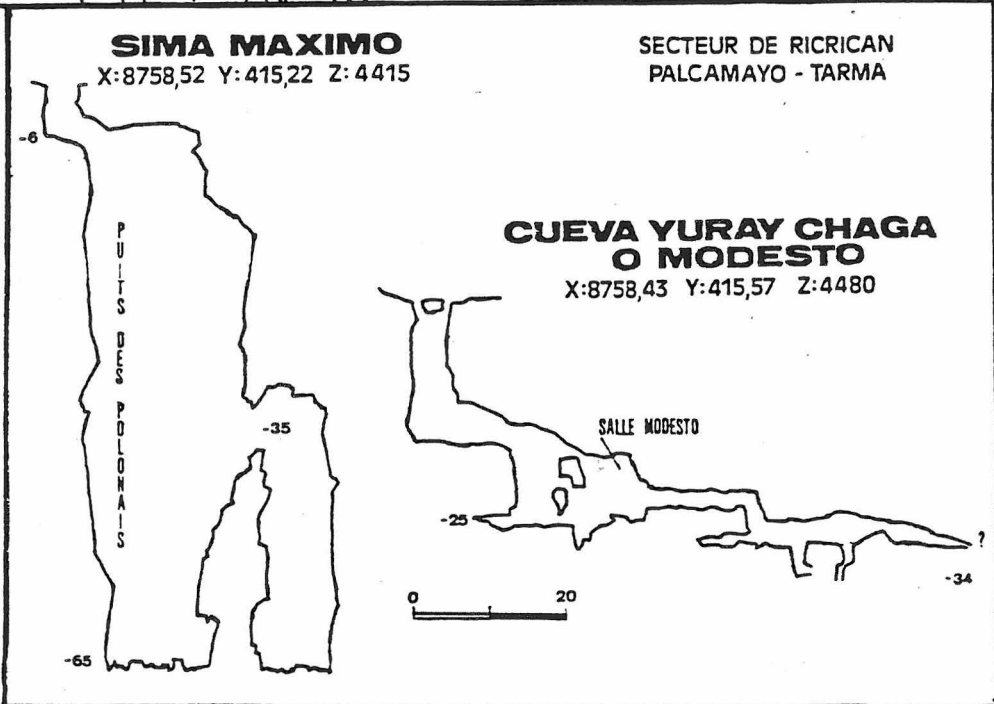 SIMA MAXIMO
X:8758,52 Y:415,22 Z:4415
SECTEUR DE RICRICAN
PALCAMAYO - TARMA
-6
PUITS DES POLONAIS
-35
-65
CUEVA YURAY CHAGA
O MODESTO
X:8758,43 Y:415,57 Z:4480
SALLE MODESTO
-25
?
-34
0 20